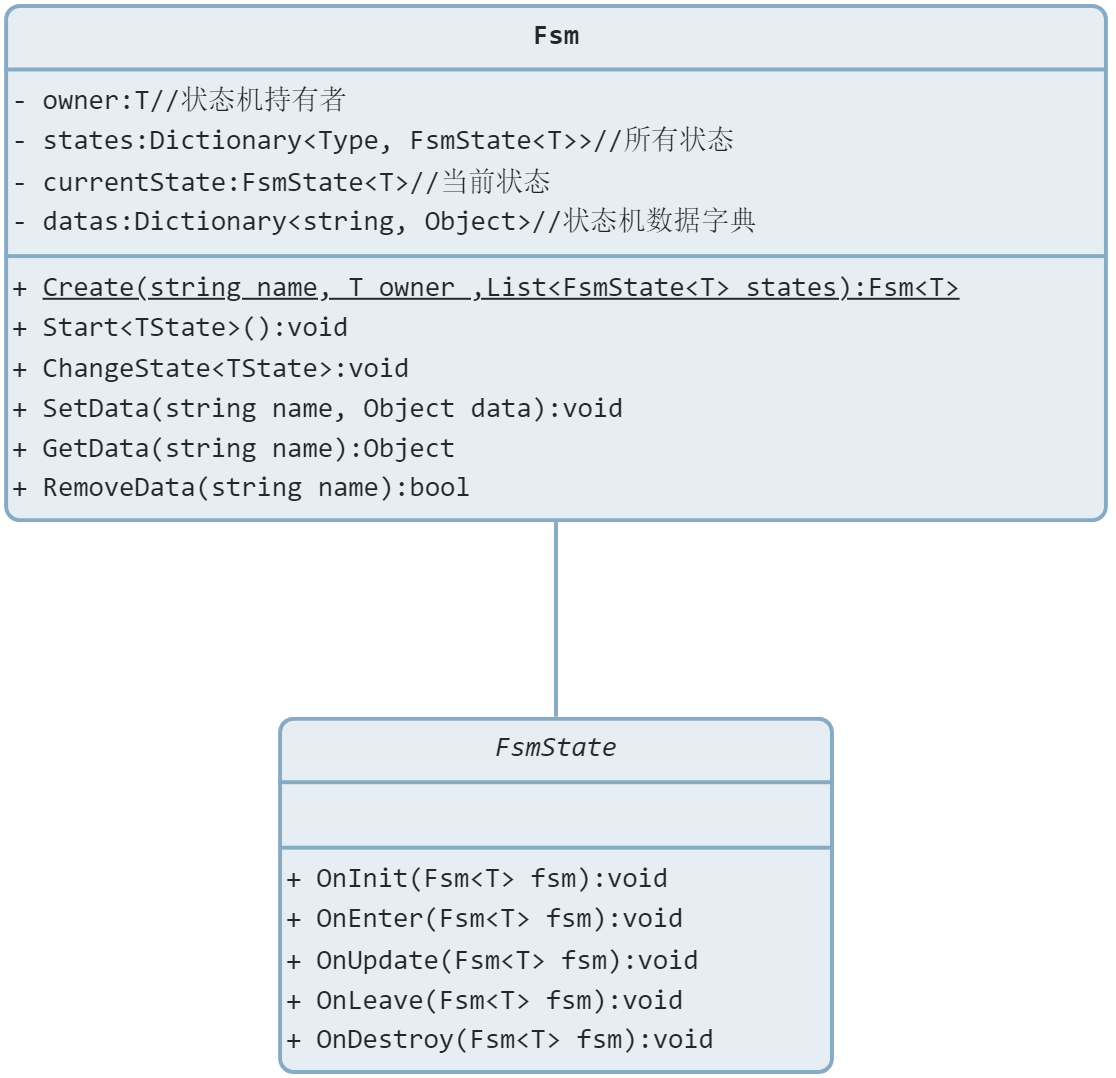 Fsm
- owner:T//状态机持有者
- states:Dictionary<Type, FsmState<T>>//所有状态
- currentState:FsmState<T>//当前状态
- datas:Dictionary<string, Object>//状态机数据字典
+ Create(string name, T owner ,List<FsmState<T> states):Fsm<T>
+ Start<TState>():void
+ ChangeState<TState>:void
+ SetData(string name, Object data):void
+ GetData(string name):Object
+ RemoveData(string name):bool
FsmState
+ OnInit(Fsm<T> fsm):void
+ OnEnter(Fsm<T> fsm):void
+ OnUpdate(Fsm<T> fsm):void
+ OnLeave(Fsm<T> fsm):void
+ OnDestroy(Fsm<T> fsm):void